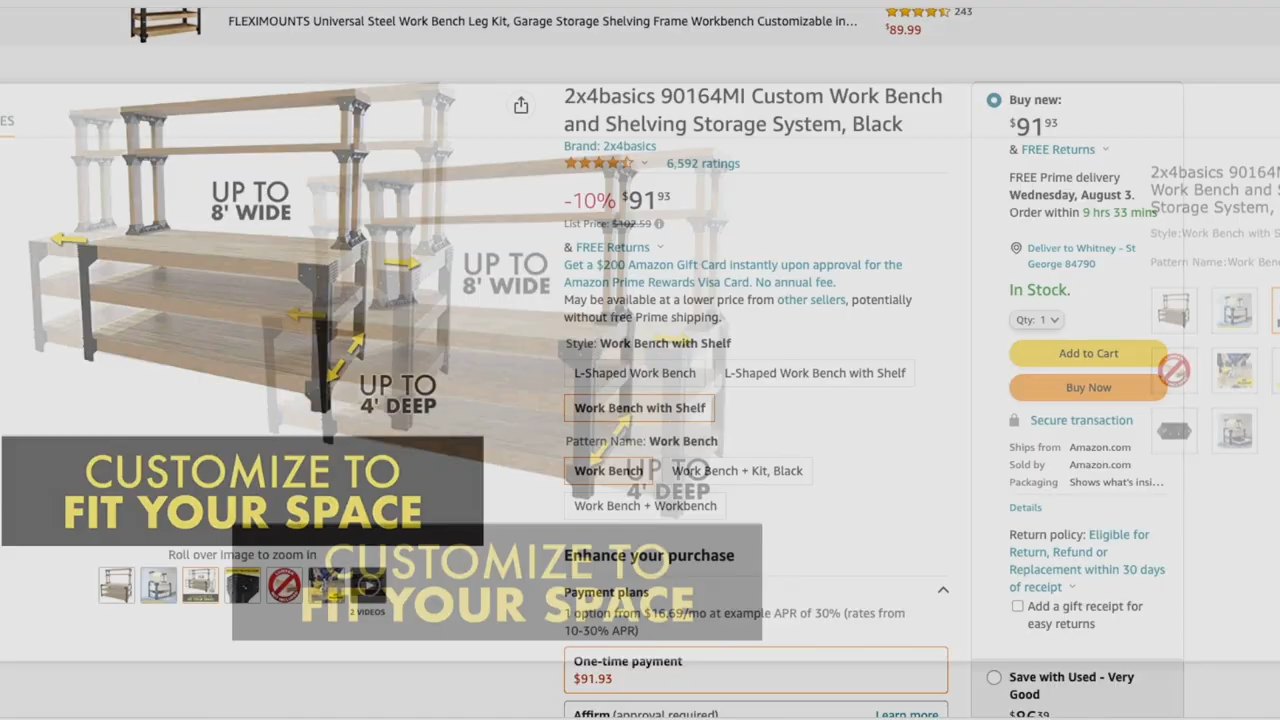 FLEXIMOUNTS Universal Steel Work Bench Leg Kit, Garage Storage Shelving Frame Workbench Customizable in...
243
$89.99
ES
UP TO
8' WIDE
UP TO
4' DEEP
CUSTOMIZE TO
FIT YOUR SPACE
Roll over image to zoom in
2 VIDEOS
UP TO
8' WIDE
UP TO
4' DEEP
CUSTOMIZE TO
FIT YOUR SPACE
2x4basics 90164MI Custom Work Bench
and Shelving Storage System, Black
Brand: 2x4basics
6,592 ratings
-10% $91 93
List Price: $102.59
& FREE Returns
Get a $200 Amazon Gift Card instantly upon approval for the
Amazon Prime Rewards Visa Card. No annual fee.
May be available at a lower price from other sellers, potentially
without free Prime shipping.
Style: Work Bench with Shelf
L-Shaped Work Bench
L-Shaped Work Bench with Shelf
Work Bench with Shelf
Pattern Name: Work Bench
Work Bench
Work Bench + Kit, Black
Work Bench + Workbench
Enhance your purchase
Payment plans
1 option from $16.69/mo at example APR of 30% (rates from
10-30% APR)
One-time payment
$91.93
Affirm (approval required)
Learn more
Buy new:
$91 93
& FREE Returns
FREE Prime delivery
Wednesday, August 3.
Order within 9 hrs 33 mins
Deliver to Whitney - St
George 84790
In Stock.
Qty: 1
Add to Cart
Buy Now
Secure transaction
Ships from Amazon.com
Sold by Amazon.com
Packaging Shows what's insi...
Details
Return policy: Eligible for
Return, Refund or
Replacement within 30 days
of receipt
Add a gift receipt for
easy returns
Save with Used - Very
Good
$86 39
2x4basics 90164M
Work Bench and S
Storage System,
Style: Work Bench with S
Pattern Name: Work Ben